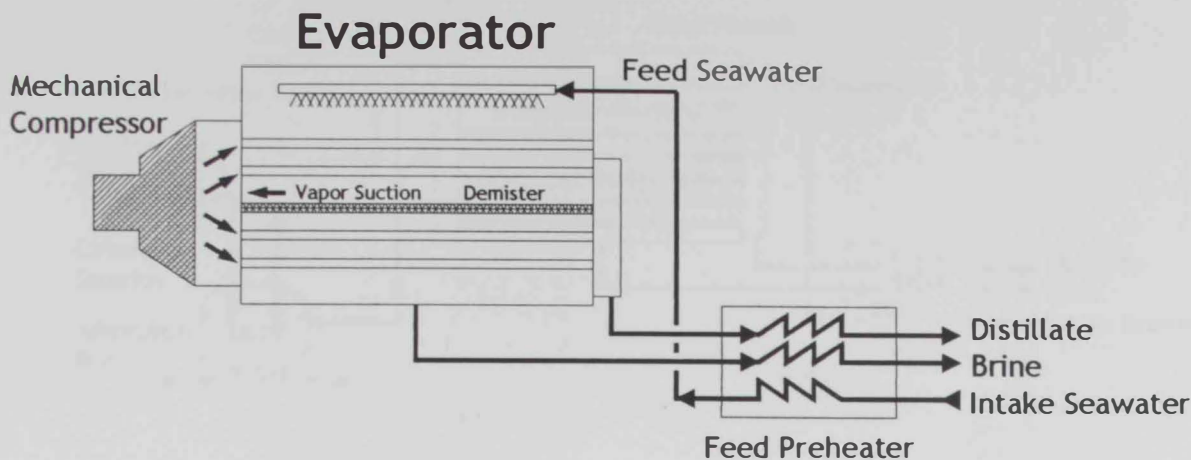 Evaporator
Mechanical
Compressor
Feed Seawater
Vapor Suction
Demister
Distillate
Brine
Intake Seawater
Feed Preheater